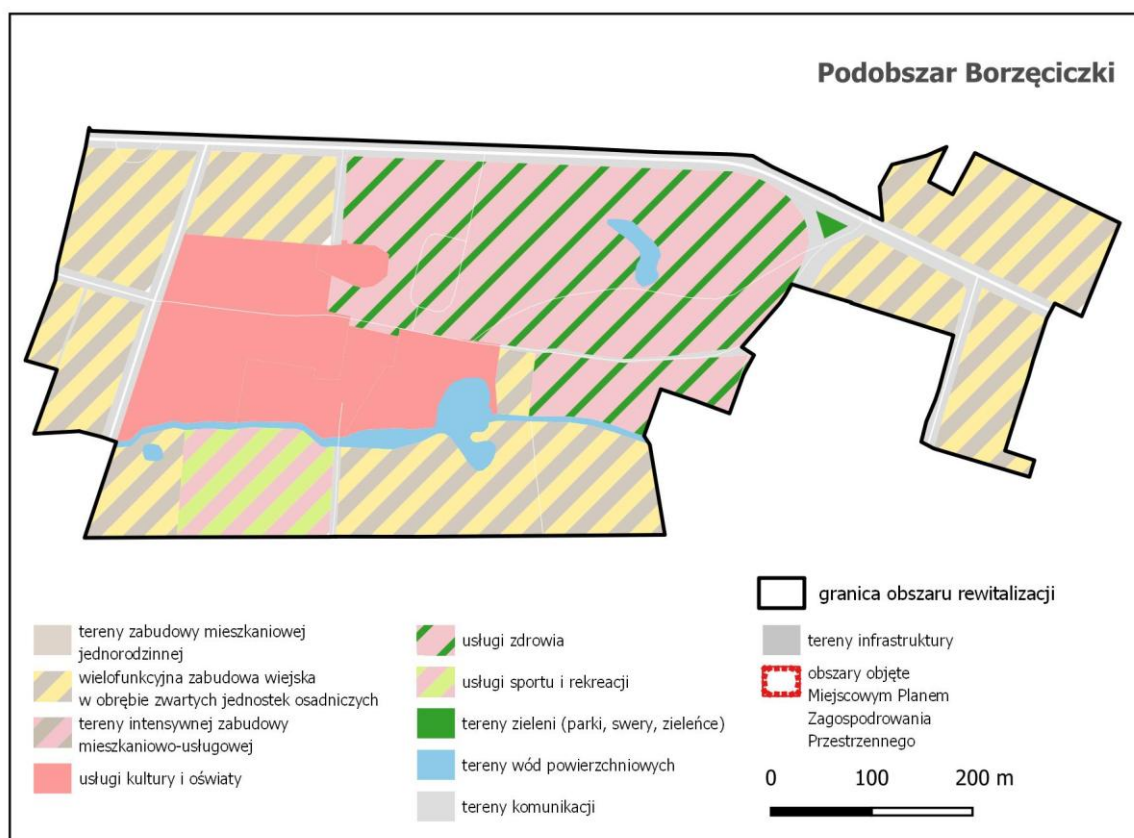 Podobszar Borzęciczki
tereny zabudowy mieszkaniowej
jednorodzinnej
wielofunkcyjna zabudowa wiejska
w obrębie zwartych jednostek osadniczych
tereny intensywnej zabudowy
mieszkaniowo-usługowej
usługi kultury i oświaty
usługi zdrowia
usługi sportu i rekreacji
tereny zieleni (parki, swery, zieleńce)
tereny wód powierzchniowych
tereny komunikacji
granica obszaru rewitalizacji
tereny infrastruktury
obszary objęte
Miejscowym Planem
Zagospodrowania
Przestrzennego
0 100 200 m